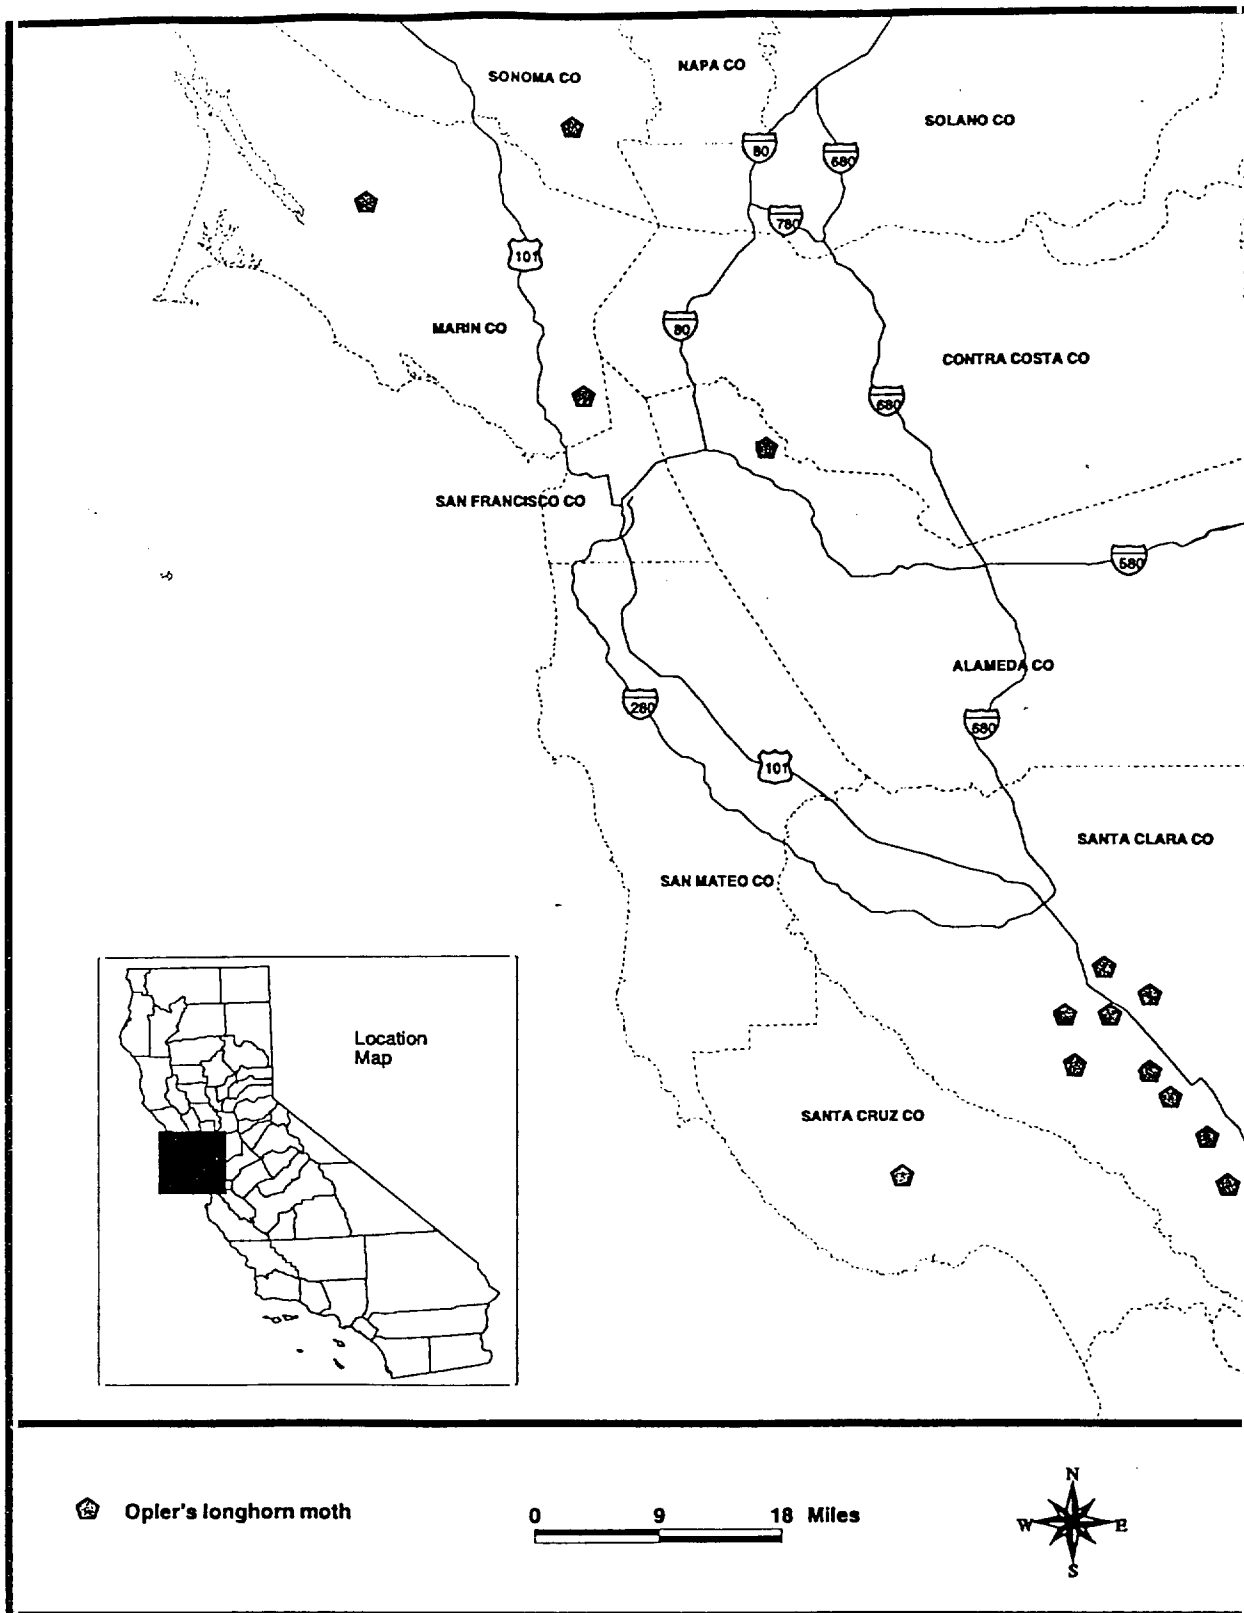 NAPA CO
SONOMA CO
SOLANO CO
80
680
780
101
80
MARIN CO
CONTRA COSTA CO
680
SAN FRANCISCO CO
580
ALAMEDA CO
280
680
101
SANTA CLARA CO
SAN MATEO CO
Location
Map
SANTA CRUZ CO
N
Opler's longhorn moth
0 9 18 Miles
W E
S